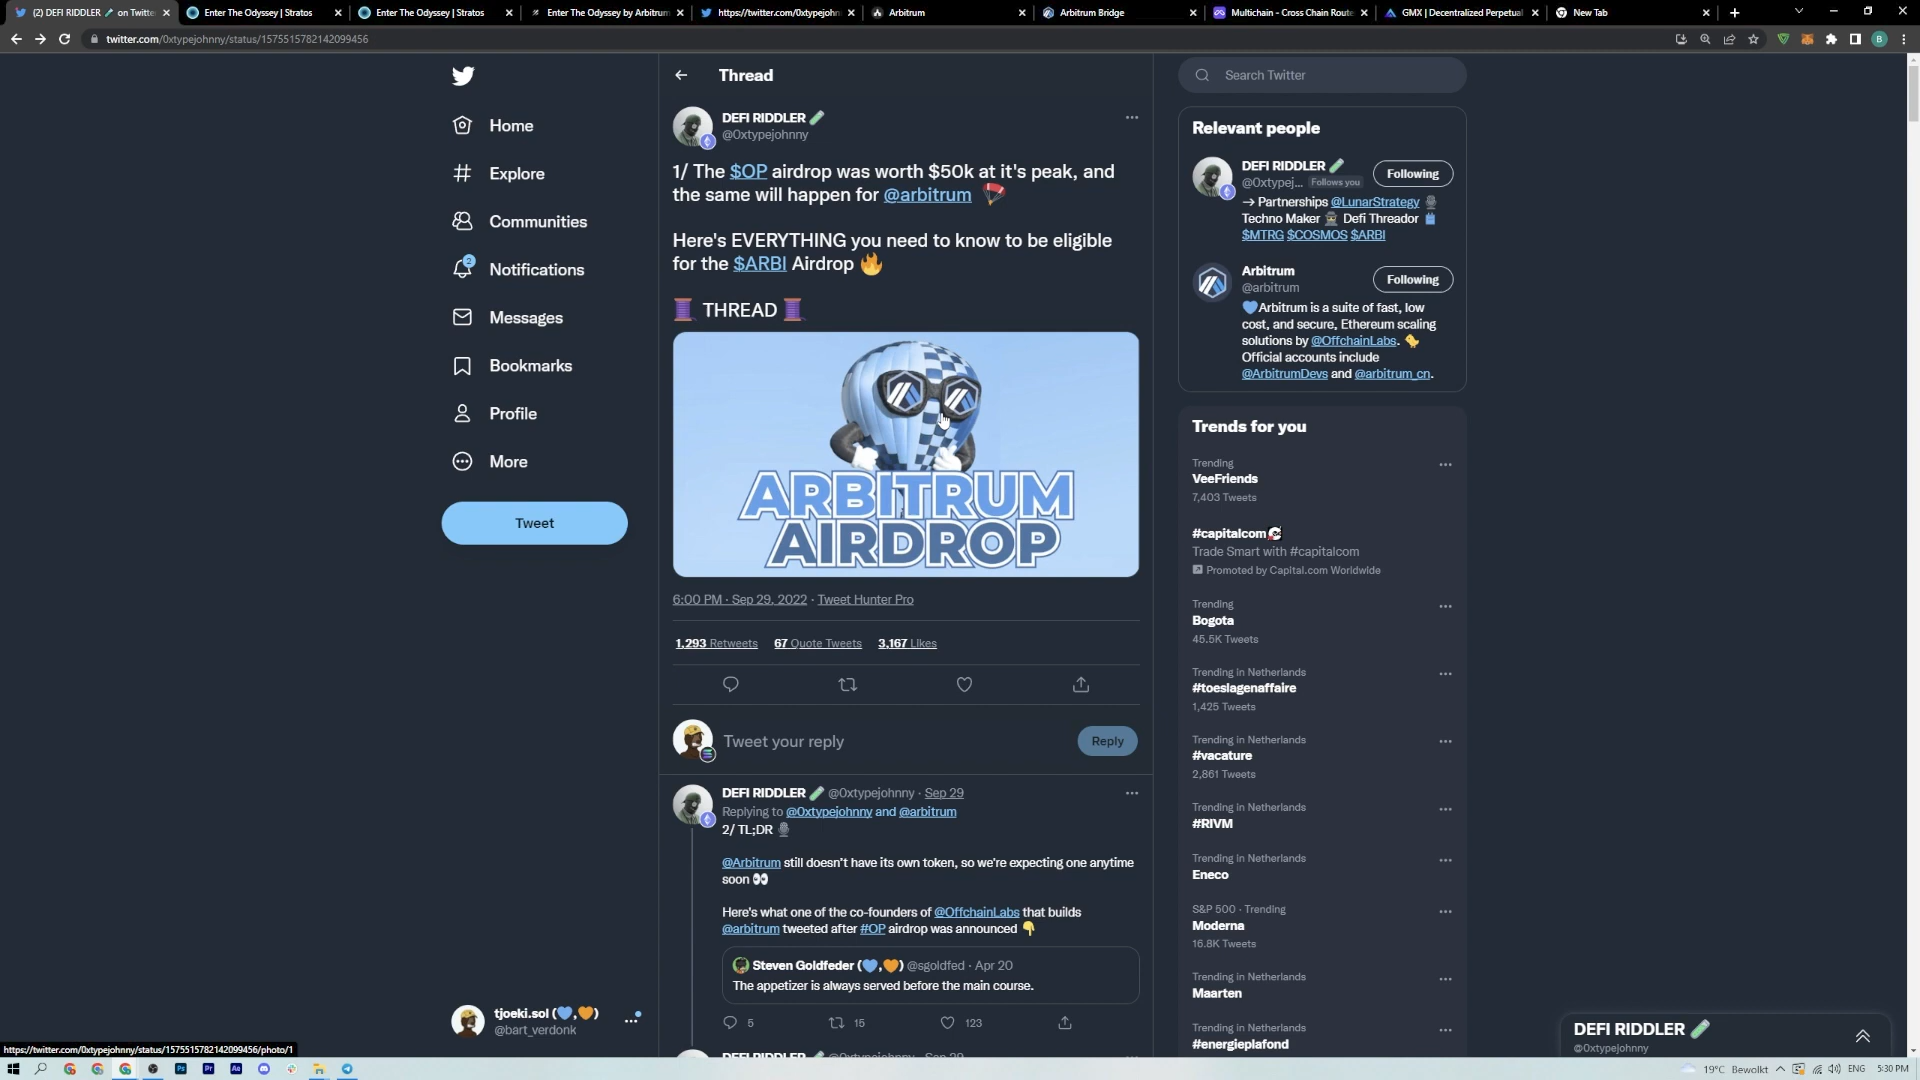 (2) DEFI RIDDLER on Twitte
Enter The Odyssey | Stratos
Enter The Odyssey | Stratos
Enter The Odyssey by Arbitrum
https://twitter.com/0xtypejohn
Arbitrum
Arbitrum Bridge
Multichain - Cross Chain Route
GMX | Decentralized Perpetual
New Tab
twitter.com/0xtypejohnny/status/1575515782142099456
B
Home
Explore
Communities
2
Notifications
Messages
Bookmarks
Profile
More
Tweet
tjoeki.sol (💙,🧡)
@bart_verdonk
Thread
DEFI RIDDLER
@0xtypejohnny
1/ The $OP airdrop was worth $50k at it's peak, and
the same will happen for @arbitrum 🪂
Here's EVERYTHING you need to know to be eligible
for the $ARBI Airdrop 🔥
🧵 THREAD 🧵
ARBITRUM
AIRDROP
6:00 PM · Sep 29, 2022 · Tweet Hunter Pro
1,293 Retweets 67 Quote Tweets 3,167 Likes
Tweet your reply
Reply
DEFI RIDDLER @0xtypejohnny · Sep 29
Replying to @0xtypejohnny and @arbitrum
2/ TL;DR
@Arbitrum still doesn't have its own token, so we're expecting one anytime
soon 👀
Here's what one of the co-founders of @OffchainLabs that builds
@arbitrum tweeted after #OP airdrop was announced 👇
Steven Goldfeder (💙,🧡) @sgoldfed · Apr 20
The appetizer is always served before the main course.
5 15 123
DEFI RIDDLER @0xtypejohnny · Sep 29
Search Twitter
Relevant people
DEFI RIDDLER
@0xtypej... Follows you
Following
→ Partnerships @LunarStrategy
Techno Maker Defi Threador
$MTRG $COSMOS $ARBI
Arbitrum
@arbitrum
Following
💙Arbitrum is a suite of fast, low
cost, and secure, Ethereum scaling
solutions by @OffchainLabs.
Official accounts include
@ArbitrumDevs and @arbitrum_cn.
Trends for you
Trending
VeeFriends
7,403 Tweets
#capitalcom
Trade Smart with #capitalcom
Promoted by Capital.com Worldwide
Trending
Bogota
45.5K Tweets
Trending in Netherlands
#toeslagenaffaire
1,425 Tweets
Trending in Netherlands
#vacature
2,861 Tweets
Trending in Netherlands
#RIVM
Trending in Netherlands
Eneco
S&P 500 · Trending
Moderna
16.8K Tweets
Trending in Netherlands
Maarten
Trending in Netherlands
#energieplafond
DEFI RIDDLER
@0xtypejohnny
https://twitter.com/0xtypejohnny/status/1575515782142099456/photo/1
Ps
Pr
Ae
19°C Bewolkt
ENG
5:30 PM